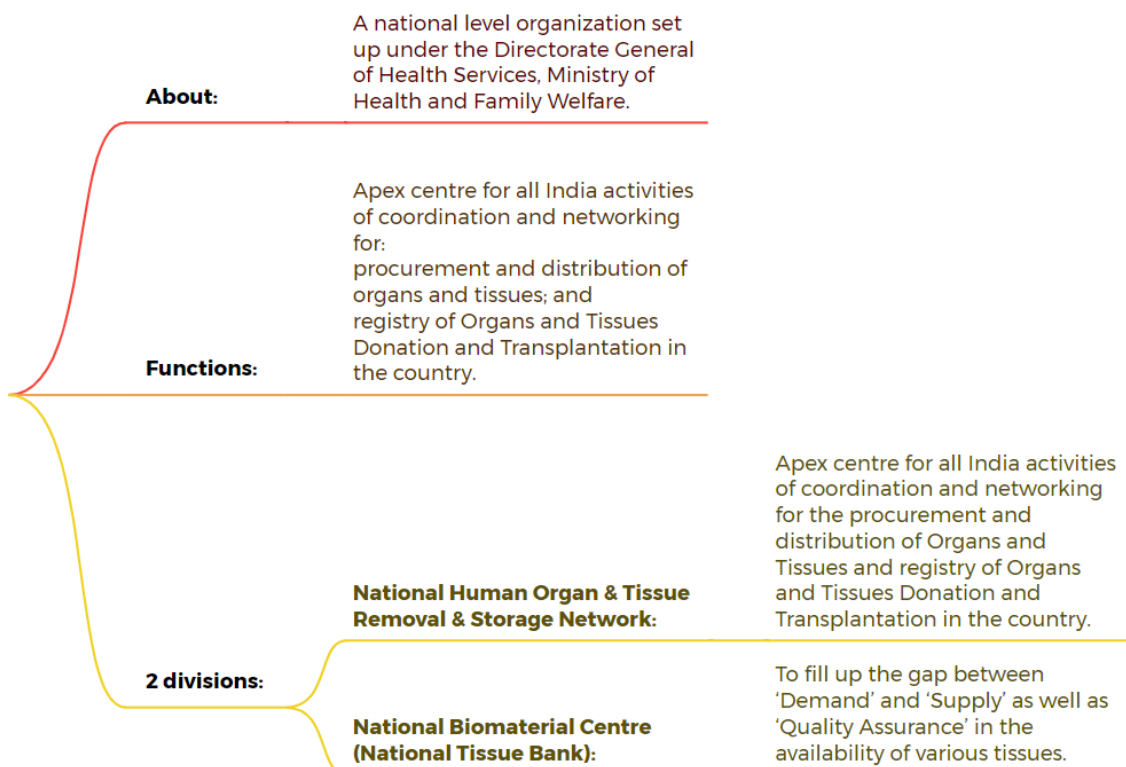 About:
A national level organization set
up under the Directorate General
of Health Services, Ministry of
Health and Family Welfare.
Functions:
Apex centre for all India activities
of coordination and networking
for:
procurement and distribution of
organs and tissues; and
registry of Organs and Tissues
Donation and Transplantation in
the country.
2 divisions:
National Human Organ & Tissue
Removal & Storage Network:
Apex centre for all India activities
of coordination and networking
for the procurement and
distribution of Organs and
Tissues and registry of Organs
and Tissues Donation and
Transplantation in the country.
National Biomaterial Centre
(National Tissue Bank):
To fill up the gap between
‘Demand’ and ‘Supply’ as well as
‘Quality Assurance’ in the
availability of various tissues.